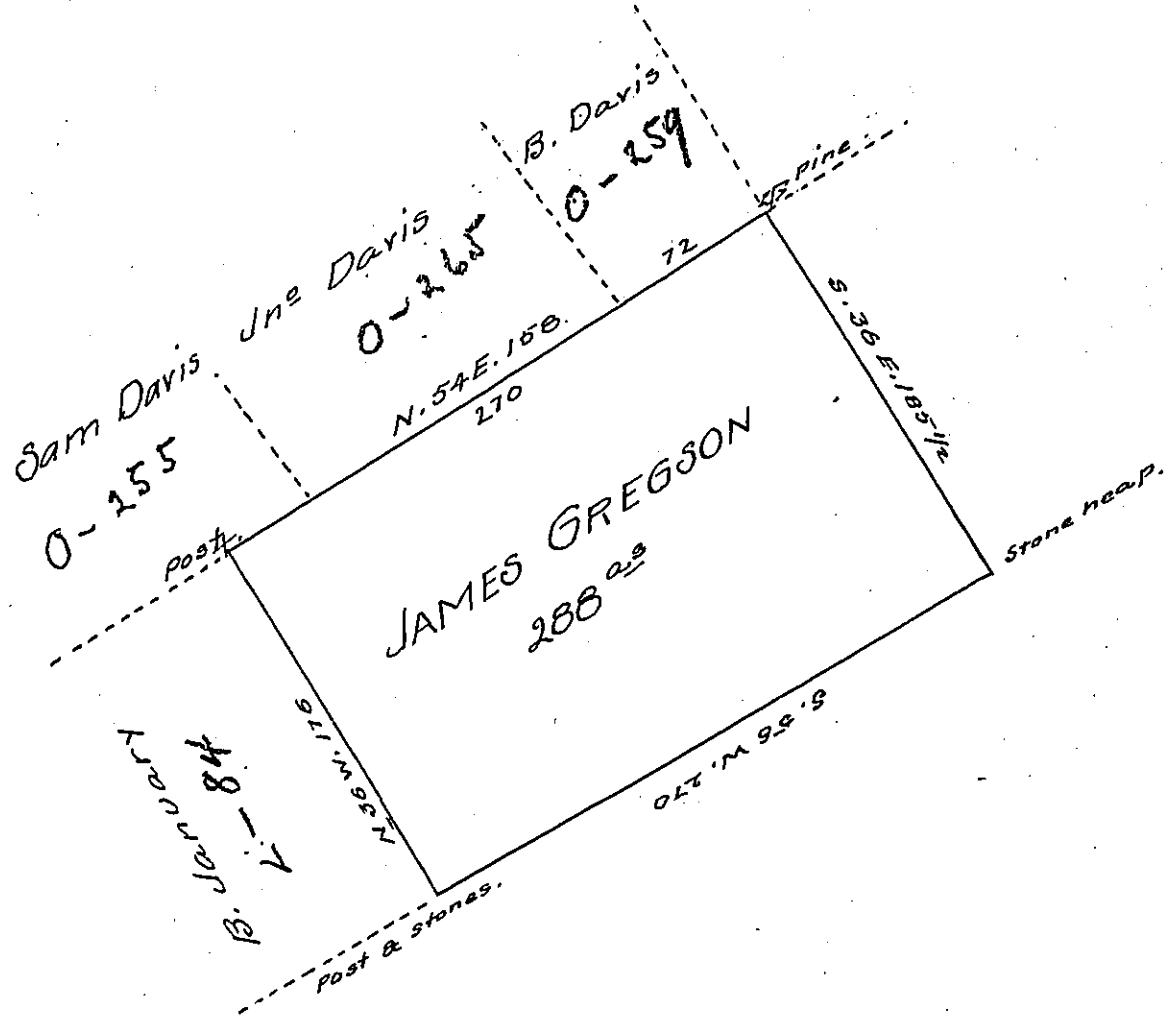 B. Davis
0-259
Pine
Jnº Davis
0-265
72
Sam Davis
0-255
N. 54 E. 158.
270
S. 36 E. 185 1/2
Post.
JAMES GREGSON
288 a.s
Stone heap.
N 36 W. 176
S. 56 W. 270
B. January
84
Post & stones.